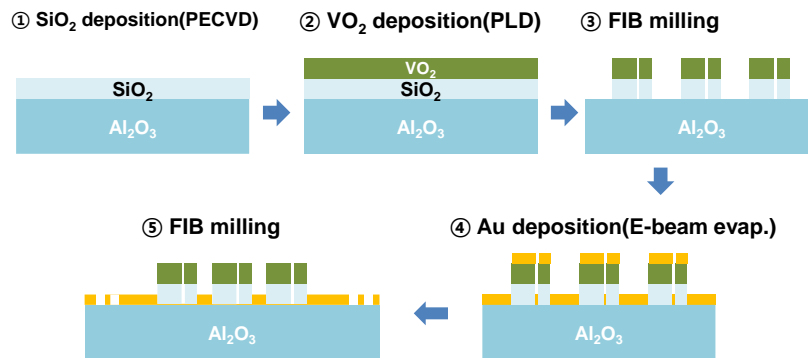 ① SiO₂ deposition(PECVD)
② VO₂ deposition(PLD)
③ FIB milling
SiO₂
Al₂O₃
VO₂
SiO₂
Al₂O₃
Al₂O₃
④ Au deposition(E-beam evap.)
Al₂O₃
⑤ FIB milling
Al₂O₃